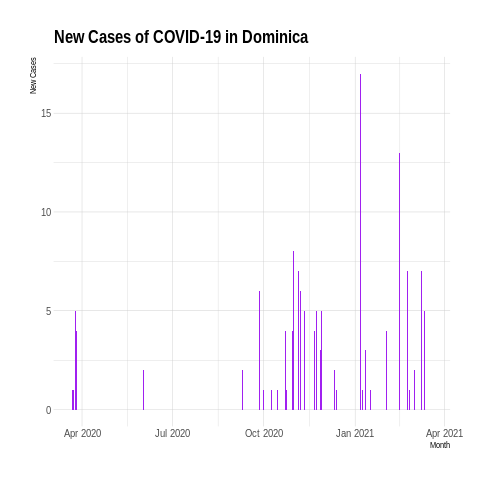 New Cases of COVID-19 in Dominica
New Cases
15
10
5
0
Apr 2020 Jul 2020 Oct 2020 Jan 2021 Apr 2021
Month